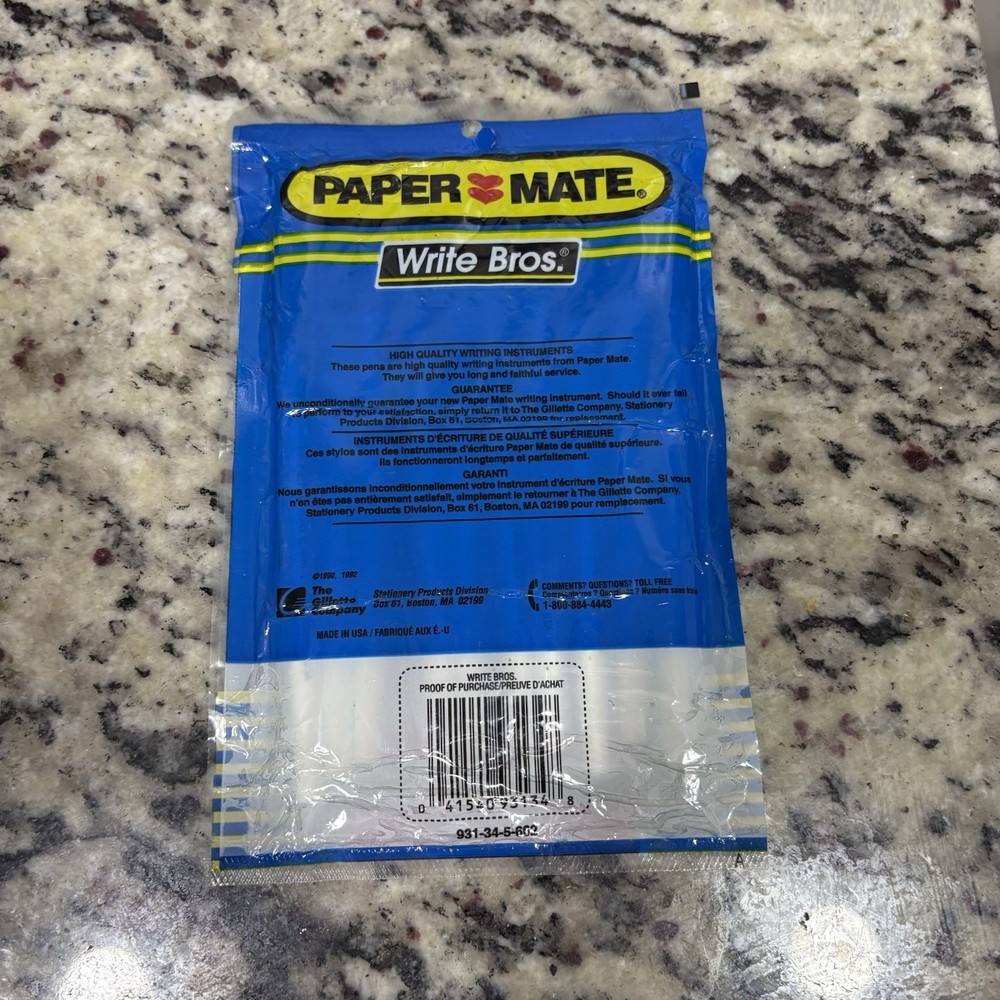 PAPER MATE®
Write Bros.®
HIGH QUALITY WRITING INSTRUMENTS
These pens are high quality writing instruments from Paper Mate.
They will give you long and faithful service.
GUARANTEE
We unconditionally guarantee your new Paper Mate writing instrument. Should it ever fail
to perform to your satisfaction, simply return it to The Gillette Company, Stationery
Products Division, Box 61, Boston, MA 02199 for replacement.
INSTRUMENTS D'ÉCRITURE DE QUALITÉ SUPÉRIEURE
Ces stylos sont des instruments d'écriture Paper Mate de qualité supérieure.
Ils fonctionneront longtemps et parfaitement.
GARANTI
Nous garantissons inconditionnellement votre instrument d'écriture Paper Mate. Si vous
n'en êtes pas entièrement satisfait, simplement le retourner à The Gillette Company,
Stationery Products Division, Box 61, Boston, MA 02199 pour remplacement.
©1990, 1992
The
Gillette
Company
Stationery Products Division
Box 61, Boston, MA 02199
COMMENTS? QUESTIONS? TOLL FREE
Commentaires ? Questions ? Numéro sans
1-800-884-4443
MADE IN USA / FABRIQUÉ AUX É.-U
WRITE BROS.
PROOF OF PURCHASE/PREUVE D'ACHAT
0 41540 93134 8
931-34-5-602
A